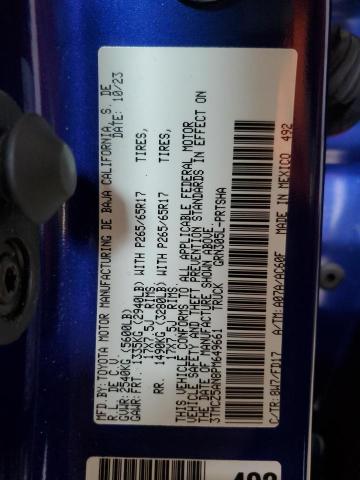 MFD. BY: TOYOTA MOTOR MANUFACTURING DE BAJA CALIFORNIA, S. DE
R.L. DE C.V. DATE: 10/23
GVWR: 2540KG (5600LB)
GAWR: FRT. 1335KG (2940LB) WITH P265/65R17 TIRES,
17X7.5J RIMS,
RR. 1490KG (3280LB) WITH P265/65R17 TIRES,
17X7.5J RIMS,
THIS VEHICLE CONFORMS TO ALL APPLICABLE FEDERAL MOTOR
VEHICLE SAFETY AND THEFT PREVENTION STANDARDS IN EFFECT ON
THE DATE OF MANUFACTURE SHOWN ABOVE.
3TMCZ5AN8PM649661 TRUCK GRN305L-PRTSMA
C/TR: 8W7/FD17 A/TM: A07A/AC60F MADE IN MEXICO 492